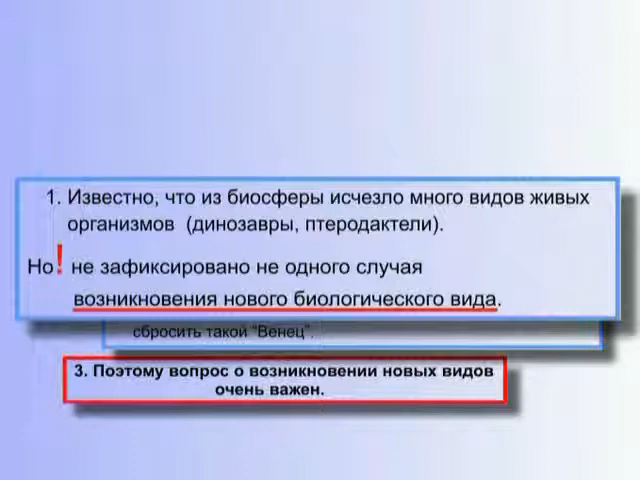 1. Известно, что из биосферы исчезло много видов живых
организмов (динозавры, птеродактели).
Но! не зафиксировано не одного случая
возникновения нового биологического вида.
сбросить такой "Венец".
3. Поэтому вопрос о возникновении новых видов
очень важен.